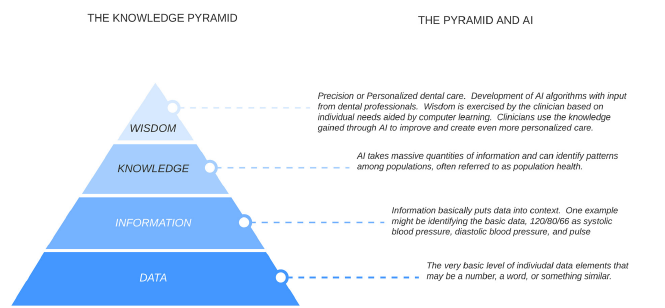 THE KNOWLEDGE PYRAMID
THE PYRAMID AND AI
Precision or Personalized dental care. Development of AI algorithms with input
from dental professionals. Wisdom is exercised by the clinician based on
individual needs aided by computer learning. Clinicians use the knowledge
gained through AI to improve and create even more personalized care.
WISDOM
AI takes massive quantities of information and can identify patterns
among populations, often referred to as population health.
KNOWLEDGE
Information basically puts data into context. One example
might be identifying the basic data, 120/80/66 as systolic
blood pressure, diastolic blood pressure, and pulse
INFORMATION
The very basic level of indiviudal data elements that
may be a number, a word, or something similar.
DATA